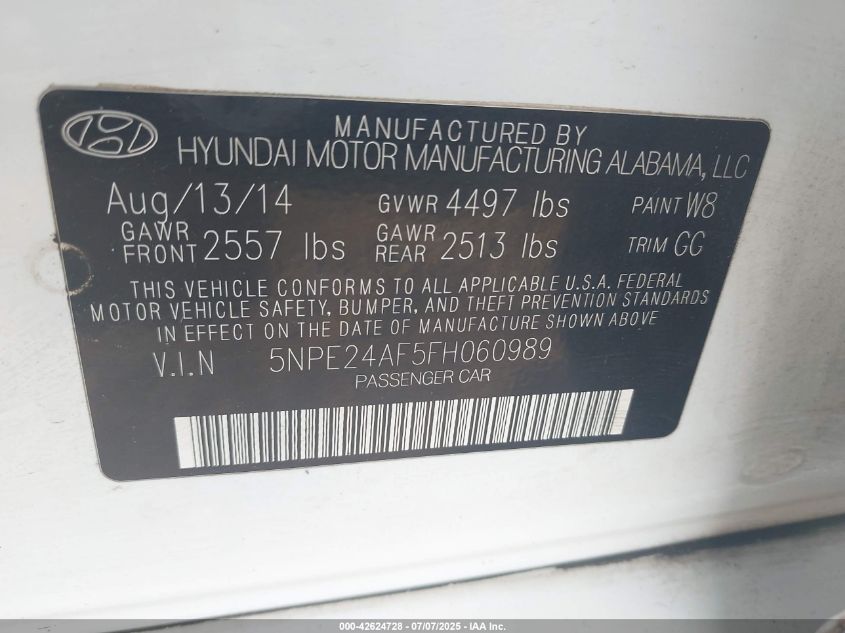 MANUFACTURED BY
HYUNDAI MOTOR MANUFACTURING ALABAMA, LLC
Aug/13/14 GVWR 4497 lbs PAINT W8
GAWR FRONT 2557 lbs GAWR REAR 2513 lbs TRIM GG
THIS VEHICLE CONFORMS TO ALL APPLICABLE U.S.A. FEDERAL
MOTOR VEHICLE SAFETY, BUMPER, AND THEFT PREVENTION STANDARDS
IN EFFECT ON THE DATE OF MANUFACTURE SHOWN ABOVE
V.I.N 5NPE24AF5FH060989
PASSENGER CAR
000-42624728 - 07/07/2025 - IAA Inc.